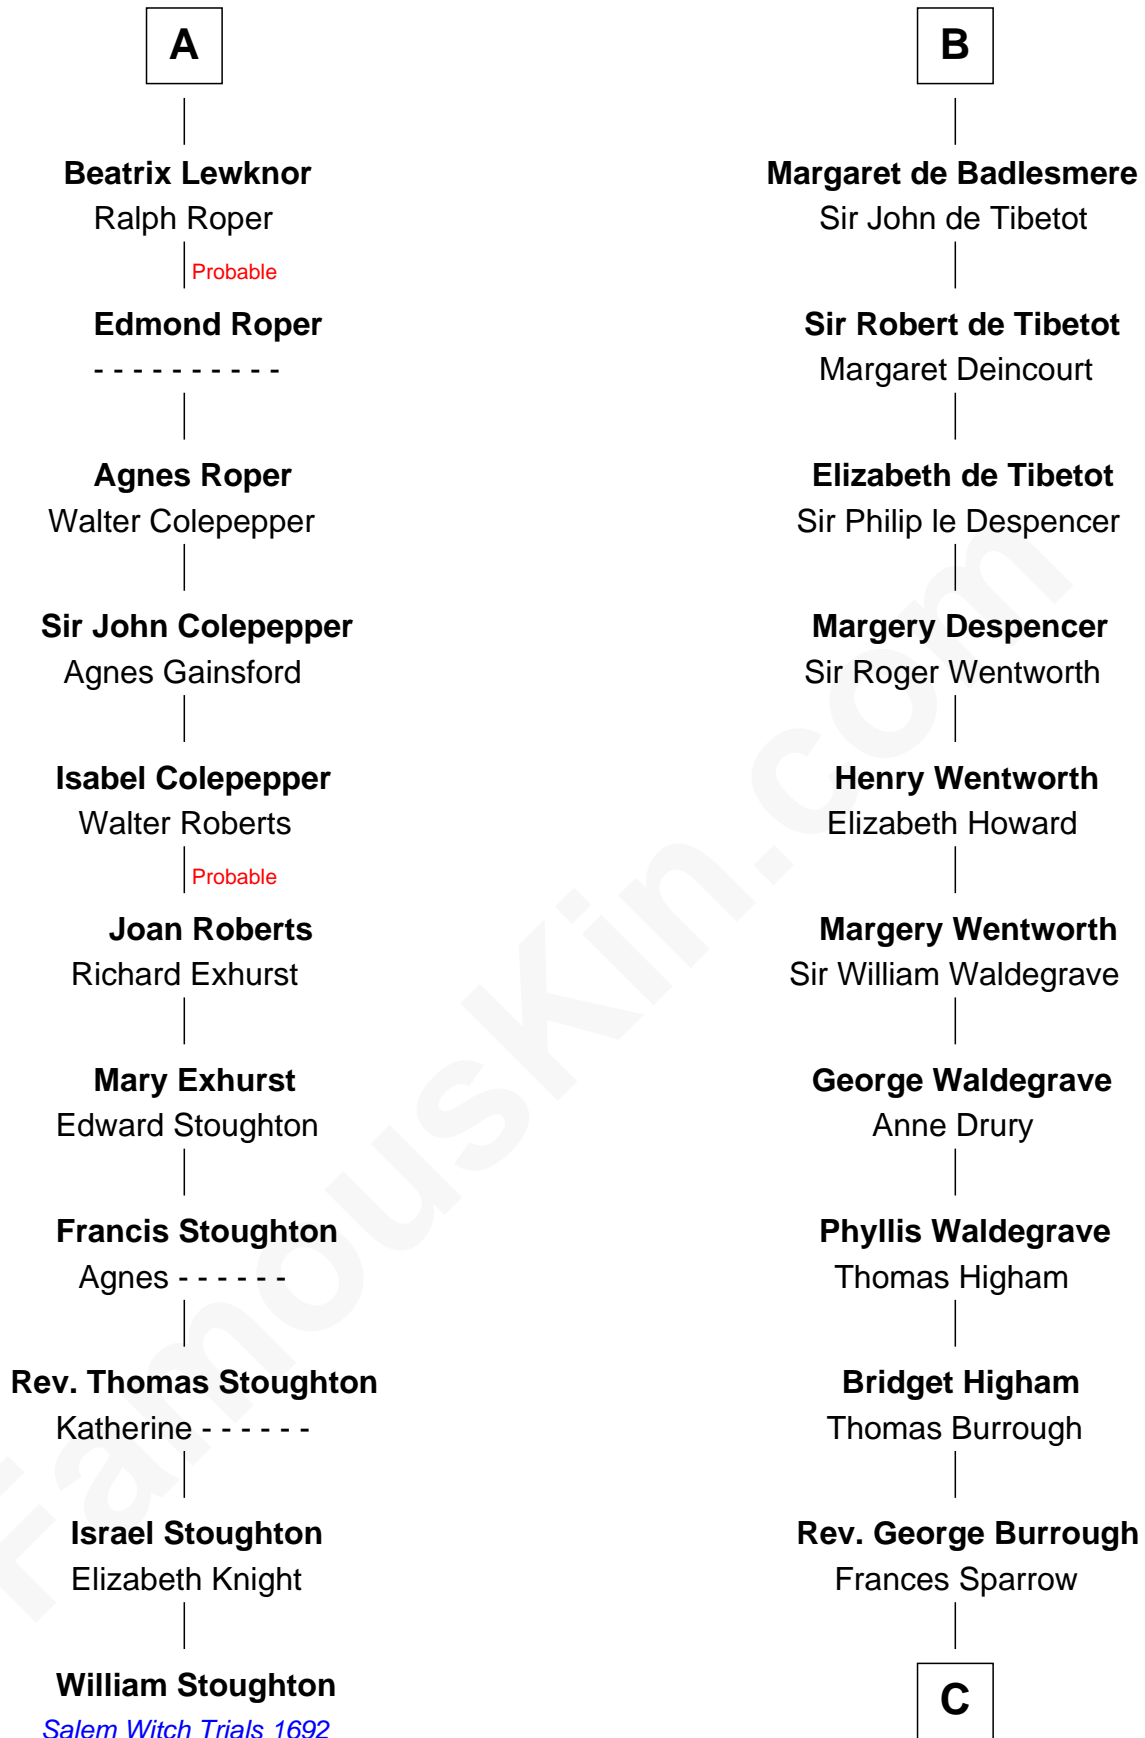 A
Beatrix Lewknor
Ralph Roper
Probable
Edmond Roper
- - - - - - - - - -
Agnes Roper
Walter Colepepper
Sir John Colepepper
Agnes Gainsford
Isabel Colepepper
Walter Roberts
Probable
Joan Roberts
Richard Exhurst
Mary Exhurst
Edward Stoughton
Francis Stoughton
Agnes - - - - - -
Rev. Thomas Stoughton
Katherine - - - - - -
Israel Stoughton
Elizabeth Knight
William Stoughton
Salem Witch Trials 1692
B
Margaret de Badlesmere
Sir John de Tibetot
Sir Robert de Tibetot
Margaret Deincourt
Elizabeth de Tibetot
Sir Philip le Despencer
Margery Despencer
Sir Roger Wentworth
Henry Wentworth
Elizabeth Howard
Margery Wentworth
Sir William Waldegrave
George Waldegrave
Anne Drury
Phyllis Waldegrave
Thomas Higham
Bridget Higham
Thomas Burrough
Rev. George Burrough
Frances Sparrow
C
FamousKin.com